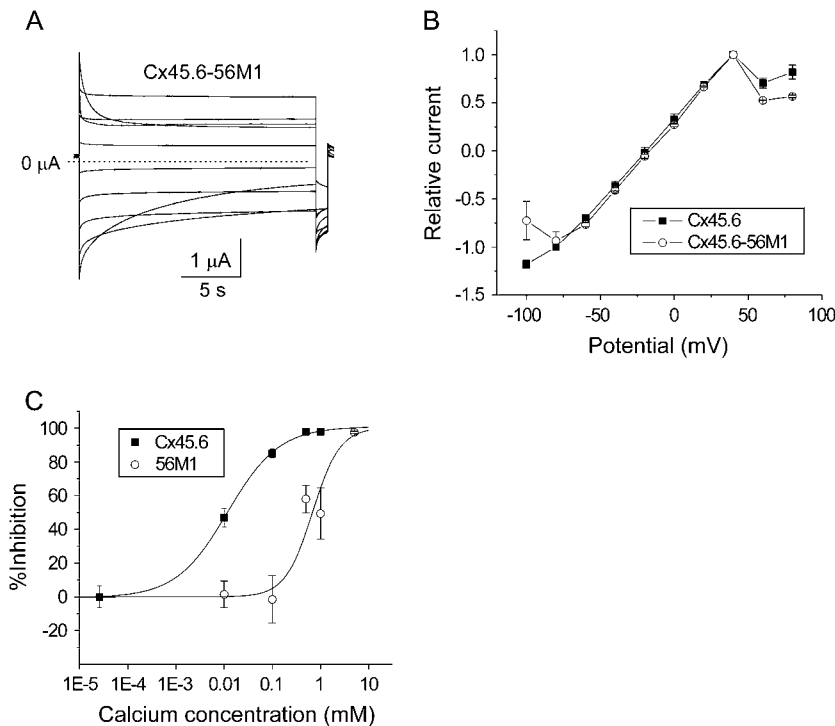 A
Cx45.6-56M1
0 μA
1 μA
5 s
B
Relative current
1.0
0.5
0.0
-0.5
-1.0
-1.5
Cx45.6
Cx45.6-56M1
-100
-50
0
50
100
Potential (mV)
C
%Inhibition
100
80
60
40
20
0
-20
Cx45.6
56M1
1E-5
1E-4
1E-3
0.01
0.1
1
10
Calcium concentration (mM)